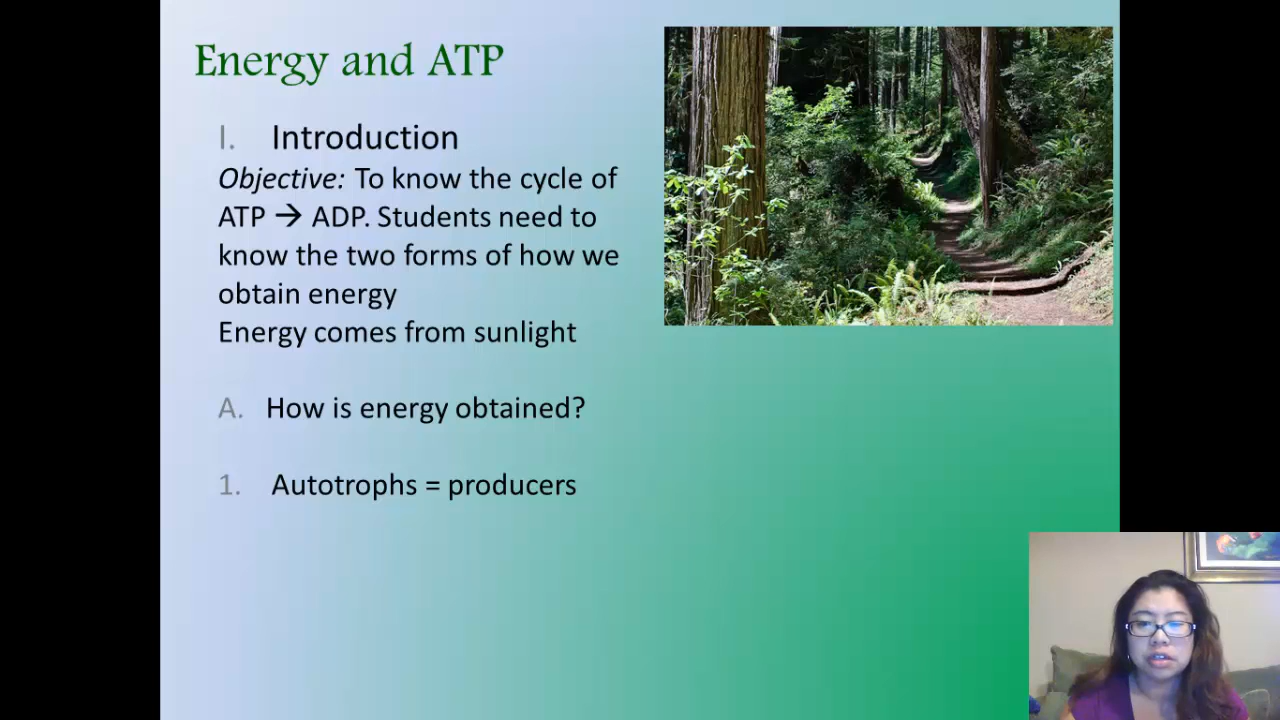 Energy and ATP
I. Introduction
Objective: To know the cycle of
ATP → ADP. Students need to
know the two forms of how we
obtain energy
Energy comes from sunlight
A. How is energy obtained?
1. Autotrophs = producers